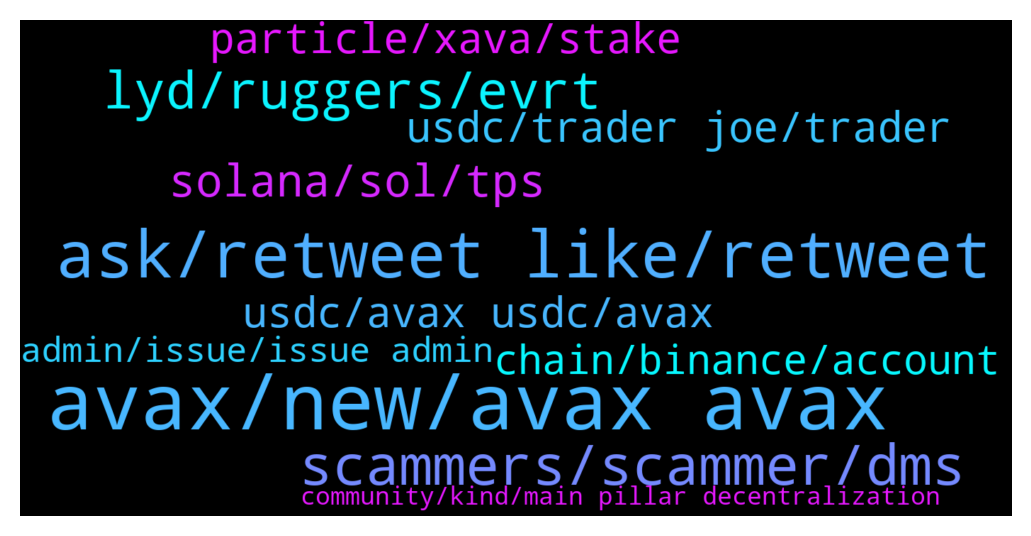 particle/xava/stake
lyd/ruggers/evrt
usdc/trader joe/trader
solana/sol/tps
ask/retweet like/retweet
usdc/avax usdc/avax
admin/issue/issue admin
chain/binance/account
avax/new/avax avax
scammers/scammer/dms
community/kind/main pillar decentralization